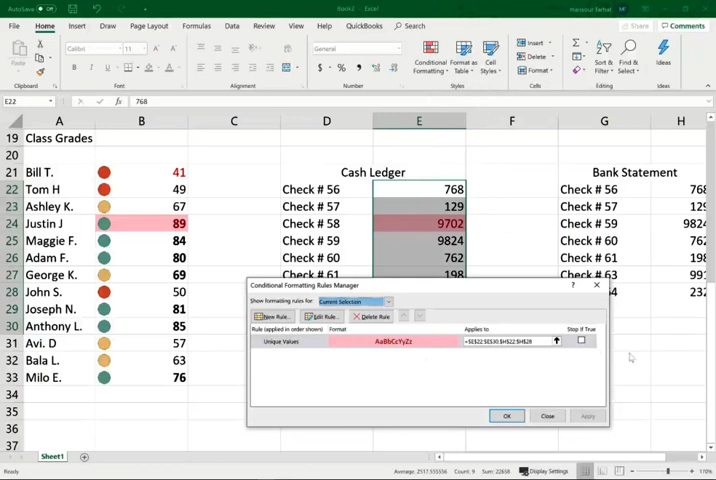 AutoSave Off
Book2 - Excel
mansour farhat MF
File Home Insert Draw Page Layout Formulas Data Review View Help QuickBooks Search Share Comments
Paste
Calibri 11
B I U
General
$ %
Conditional Formatting
Format as Table
Cell Styles
Insert
Delete
Format
Sort & Filter
Find & Select
Ideas
Clipboard Font Alignment Number Styles Cells Editing Ideas
E22 fx 768
A B C D E F G H
19 Class Grades
20
21 Bill T. 41 Cash Ledger Bank Statement
22 Tom H 49 Check # 56 768 Check # 56 768
23 Ashley K. 67 Check # 57 129 Check # 57 129
24 Justin J 89 Check # 58 9702 Check # 59 9824
25 Maggie F. 84 Check # 59 9824 Check # 60 762
26 Adam F. 80 Check # 60 762 Check # 61 198
27 George K. 69 Check # 61 198 Check # 63 991
28 John S. 50 54 232
29 Joseph N. 81
30 Anthony L. 85
31 Avi. D 57
32 Bala L. 63
33 Milo E. 76
34
35
36
37
Conditional Formatting Rules Manager ? ×
Show formatting rules for: Current Selection
New Rule... Edit Rule... Delete Rule
Rule (applied in order shown) Format Applies to Stop If True
Unique Values AaBbCcYyZz =$E$22:$E$30,$H$22:$H$28
OK Close Apply
Sheet1
Ready Average: 2517.555556 Count: 9 Sum: 22658 Display Settings 170%